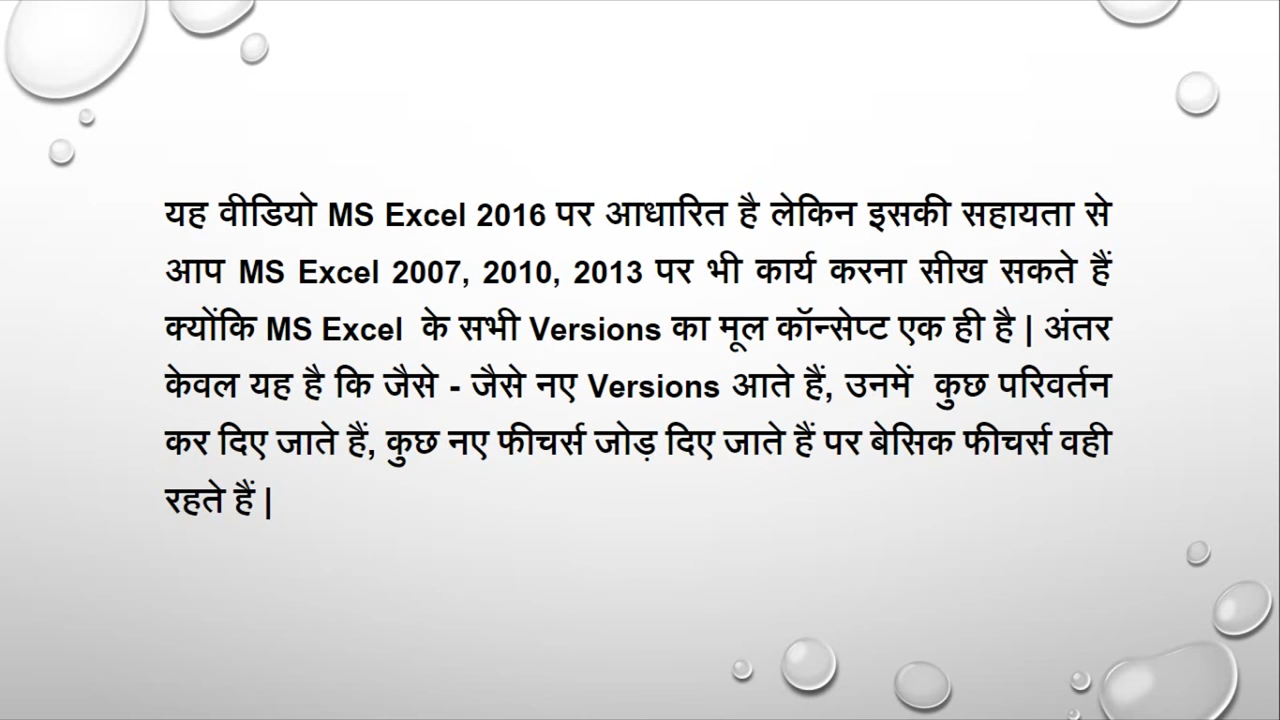 यह वीडियो MS Excel 2016 पर आधारित है लेकिन इसकी सहायता से
आप MS Excel 2007, 2010, 2013 पर भी कार्य करना सीख सकते हैं
क्योंकि MS Excel के सभी Versions का मूल कॉन्सेप्ट एक ही है | अंतर
केवल यह है कि जैसे - जैसे नए Versions आते हैं, उनमें कुछ परिवर्तन
कर दिए जाते हैं, कुछ नए फीचर्स जोड़ दिए जाते हैं पर बेसिक फीचर्स वही
रहते हैं |